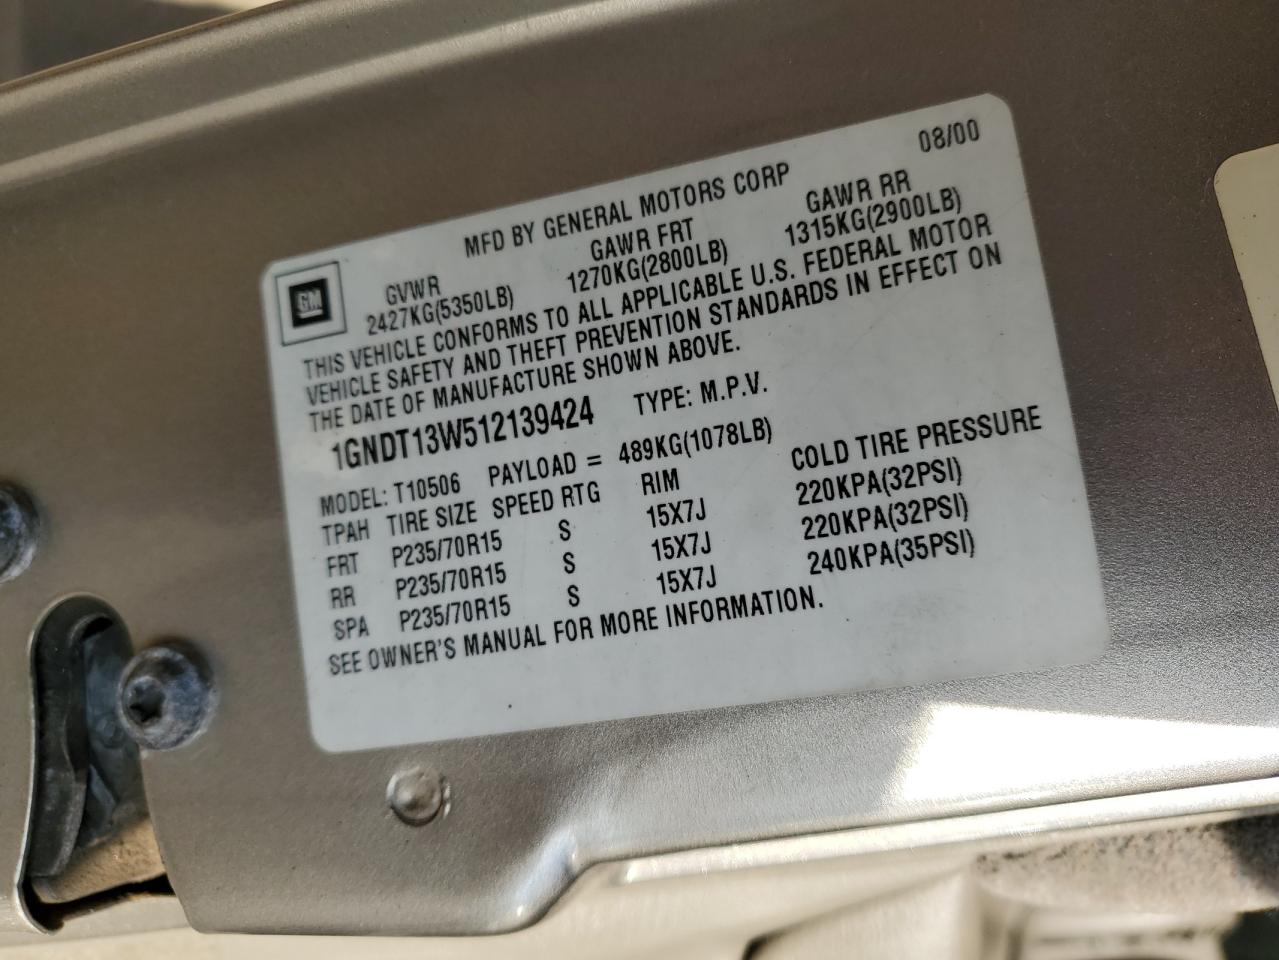 08/00
MFD BY GENERAL MOTORS CORP
GM
GVWR GAWR FRT GAWR RR
2427KG(5350LB) 1270KG(2800LB) 1315KG(2900LB)
THIS VEHICLE CONFORMS TO ALL APPLICABLE U.S. FEDERAL MOTOR
VEHICLE SAFETY AND THEFT PREVENTION STANDARDS IN EFFECT ON
THE DATE OF MANUFACTURE SHOWN ABOVE.
1GNDT13W512139424 TYPE: M.P.V.
MODEL: T10506 PAYLOAD = 489KG(1078LB)
TPAH TIRE SIZE SPEED RTG RIM COLD TIRE PRESSURE
FRT P235/70R15 S 15X7J 220KPA(32PSI)
RR P235/70R15 S 15X7J 220KPA(32PSI)
SPA P235/70R15 S 15X7J 240KPA(35PSI)
SEE OWNER'S MANUAL FOR MORE INFORMATION.